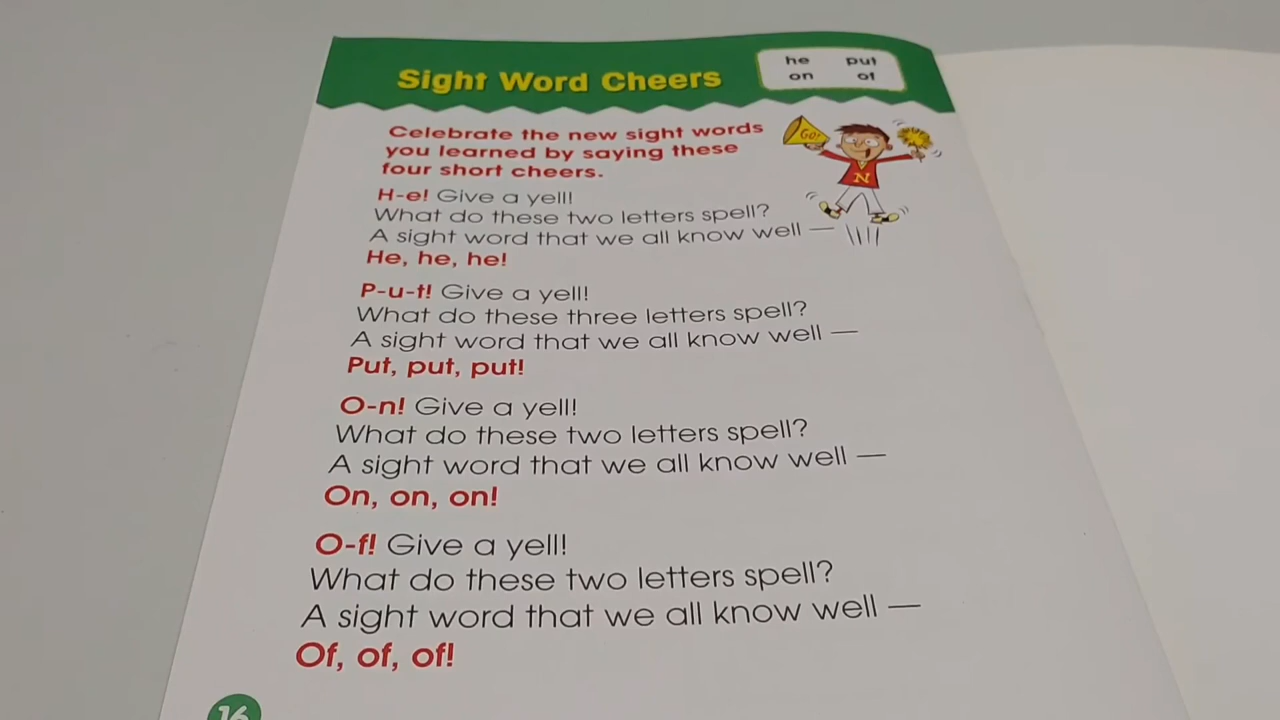 Sight Word Cheers
he put
on of
Celebrate the new sight words
you learned by saying these
four short cheers.
GO!
N
H-e! Give a yell!
What do these two letters spell?
A sight word that we all know well —
He, he, he!
P-u-t! Give a yell!
What do these three letters spell?
A sight word that we all know well —
Put, put, put!
O-n! Give a yell!
What do these two letters spell?
A sight word that we all know well —
On, on, on!
O-f! Give a yell!
What do these two letters spell?
A sight word that we all know well —
Of, of, of!
16